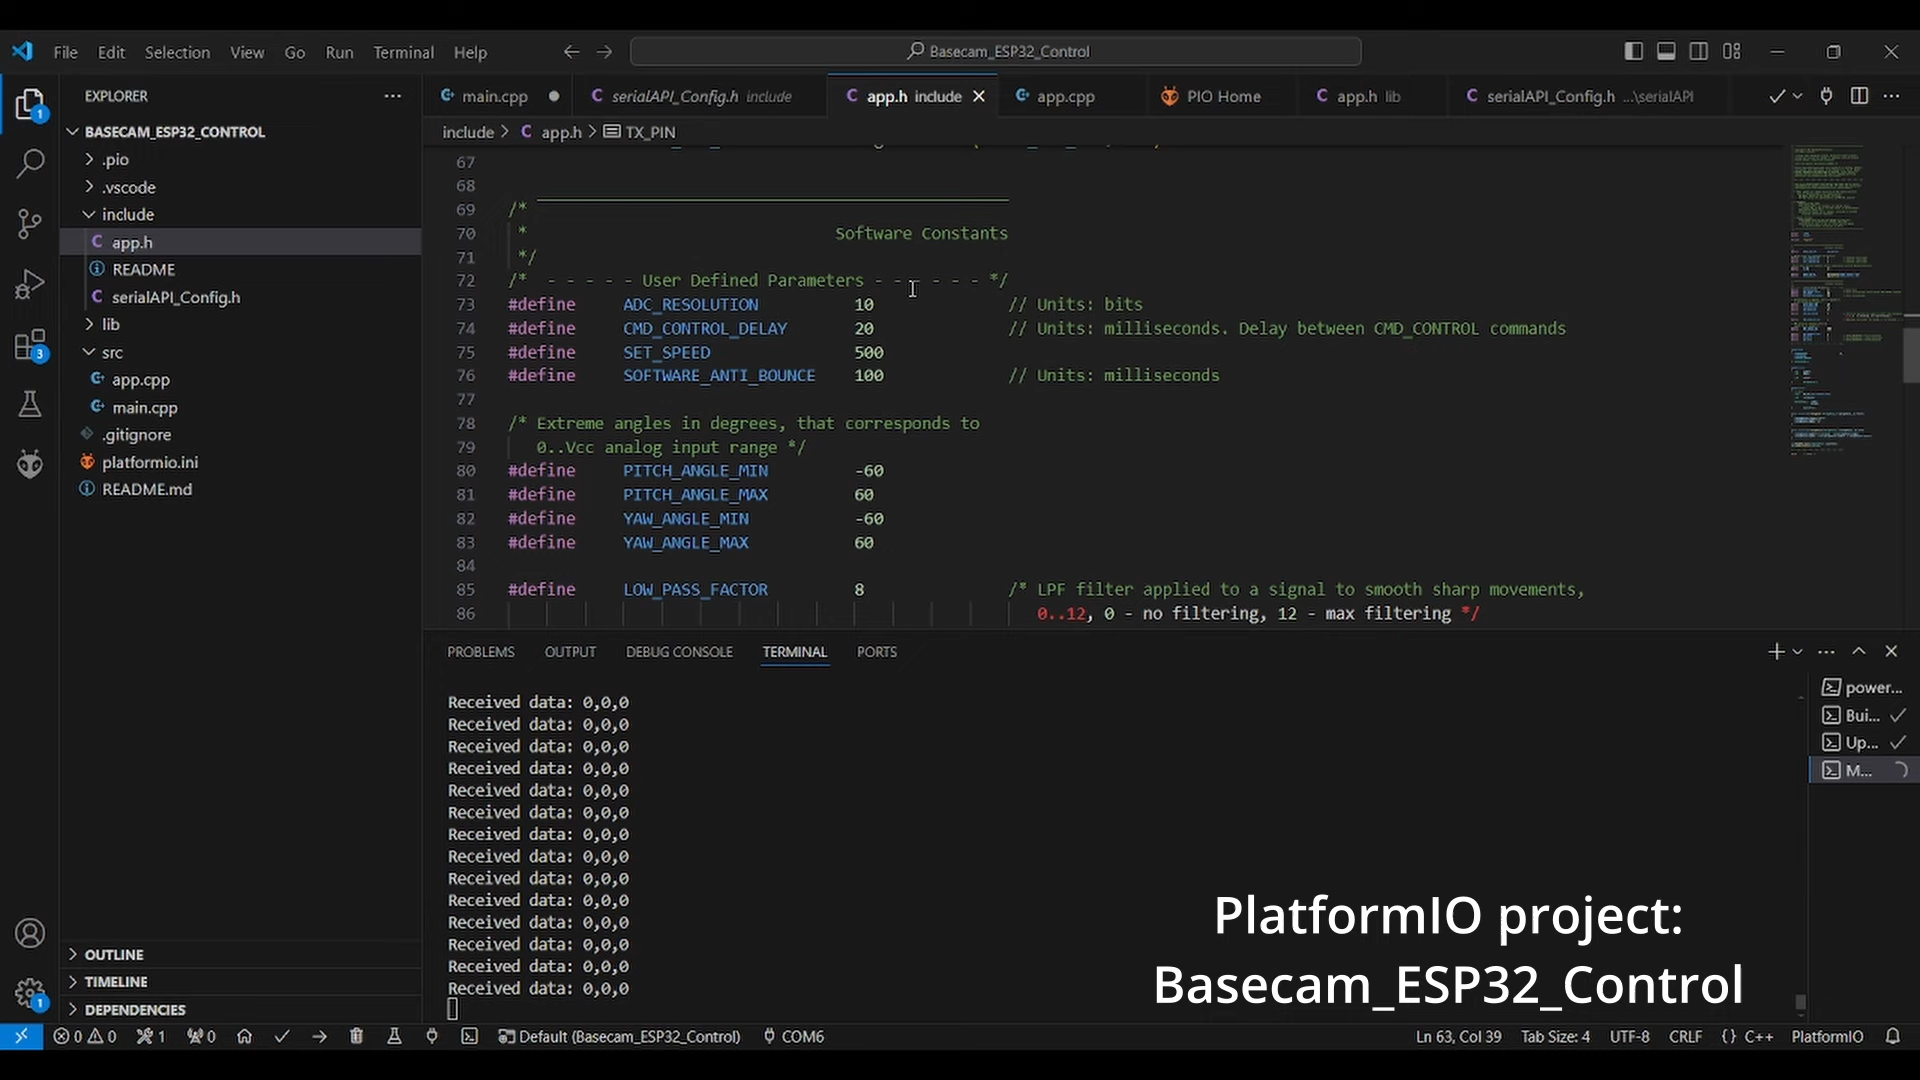 File Edit Selection View Go Run Terminal Help
Basecam_ESP32_Control
EXPLORER
BASECAM_ESP32_CONTROL
.pio
.vscode
include
C app.h
README
serialAPI_Config.h
lib
src
app.cpp
main.cpp
.gitignore
platformio.ini
README.md
OUTLINE
TIMELINE
DEPENDENCIES
1
3
1
main.cpp
C serialAPI_Config.h include
C app.h include
app.cpp
PIO Home
C app.h lib
C serialAPI_Config.h ...\serialAPI
include > C app.h > TX_PIN
67
68
69 /*
70 * Software Constants
71 */
72 /* - - - - - User Defined Parameters - - - - - - */
73 #define ADC_RESOLUTION 10 // Units: bits
74 #define CMD_CONTROL_DELAY 20 // Units: milliseconds. Delay between CMD_CONTROL commands
75 #define SET_SPEED 500
76 #define SOFTWARE_ANTI_BOUNCE 100 // Units: milliseconds
77
78 /* Extreme angles in degrees, that corresponds to
79 0..Vcc analog input range */
80 #define PITCH_ANGLE_MIN -60
81 #define PITCH_ANGLE_MAX 60
82 #define YAW_ANGLE_MIN -60
83 #define YAW_ANGLE_MAX 60
84
85 #define LOW_PASS_FACTOR 8 /* LPF filter applied to a signal to smooth sharp movements,
86 0..12, 0 - no filtering, 12 - max filtering */
PROBLEMS OUTPUT DEBUG CONSOLE TERMINAL PORTS
Received data: 0,0,0
Received data: 0,0,0
Received data: 0,0,0
Received data: 0,0,0
Received data: 0,0,0
Received data: 0,0,0
Received data: 0,0,0
Received data: 0,0,0
Received data: 0,0,0
Received data: 0,0,0
Received data: 0,0,0
Received data: 0,0,0
Received data: 0,0,0
Received data: 0,0,0
power...
Bui...
Up...
M...
PlatformIO project:
Basecam_ESP32_Control
0 0 1 0 Default (Basecam_ESP32_Control) COM6 Ln 63, Col 39 Tab Size: 4 UTF-8 CRLF {} C++ PlatformIO